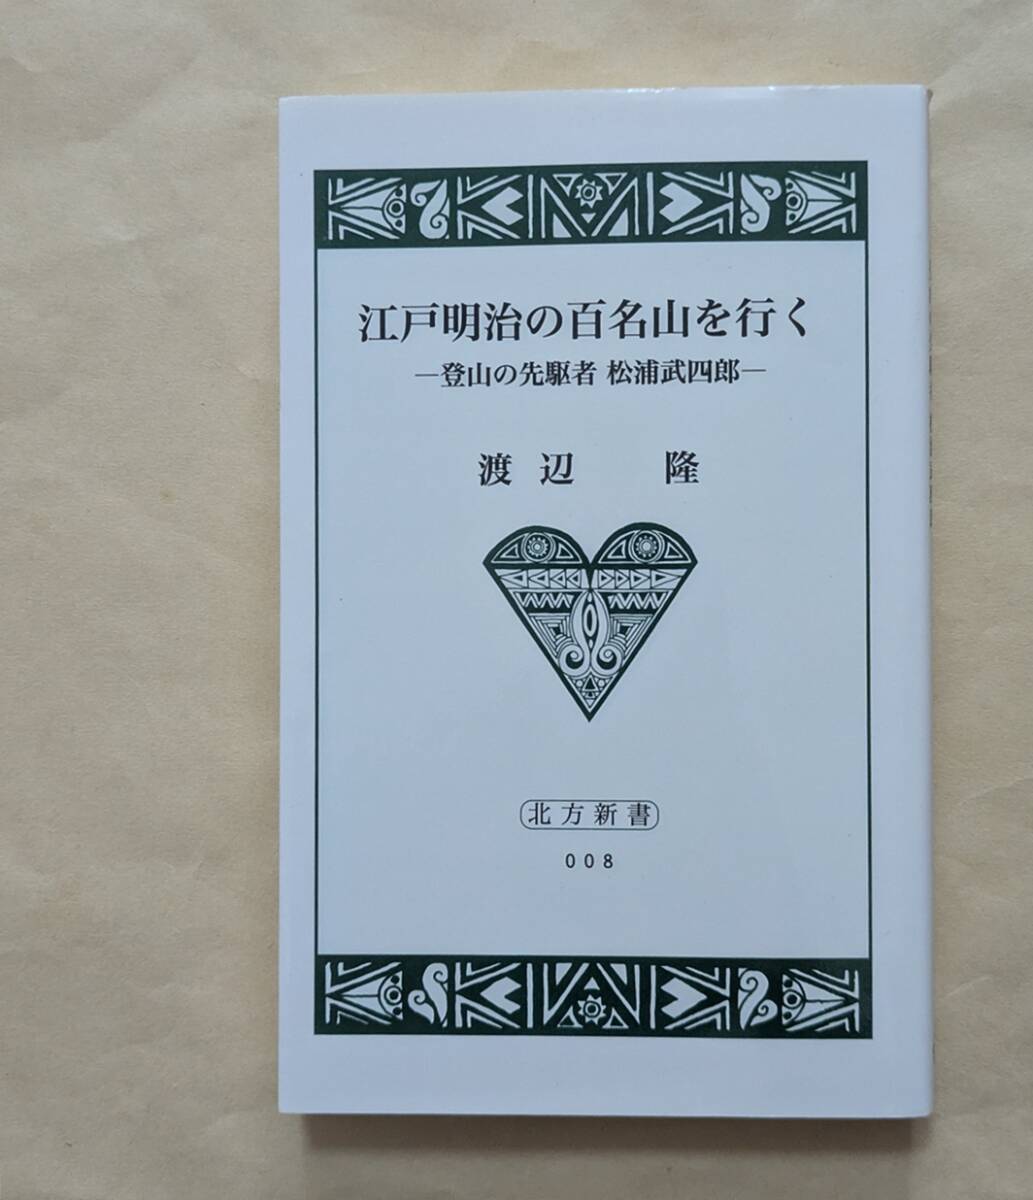 江戸明治の百名山を行く
—登山の先駆者 松浦武四郎—
渡辺 隆
北方新書
008